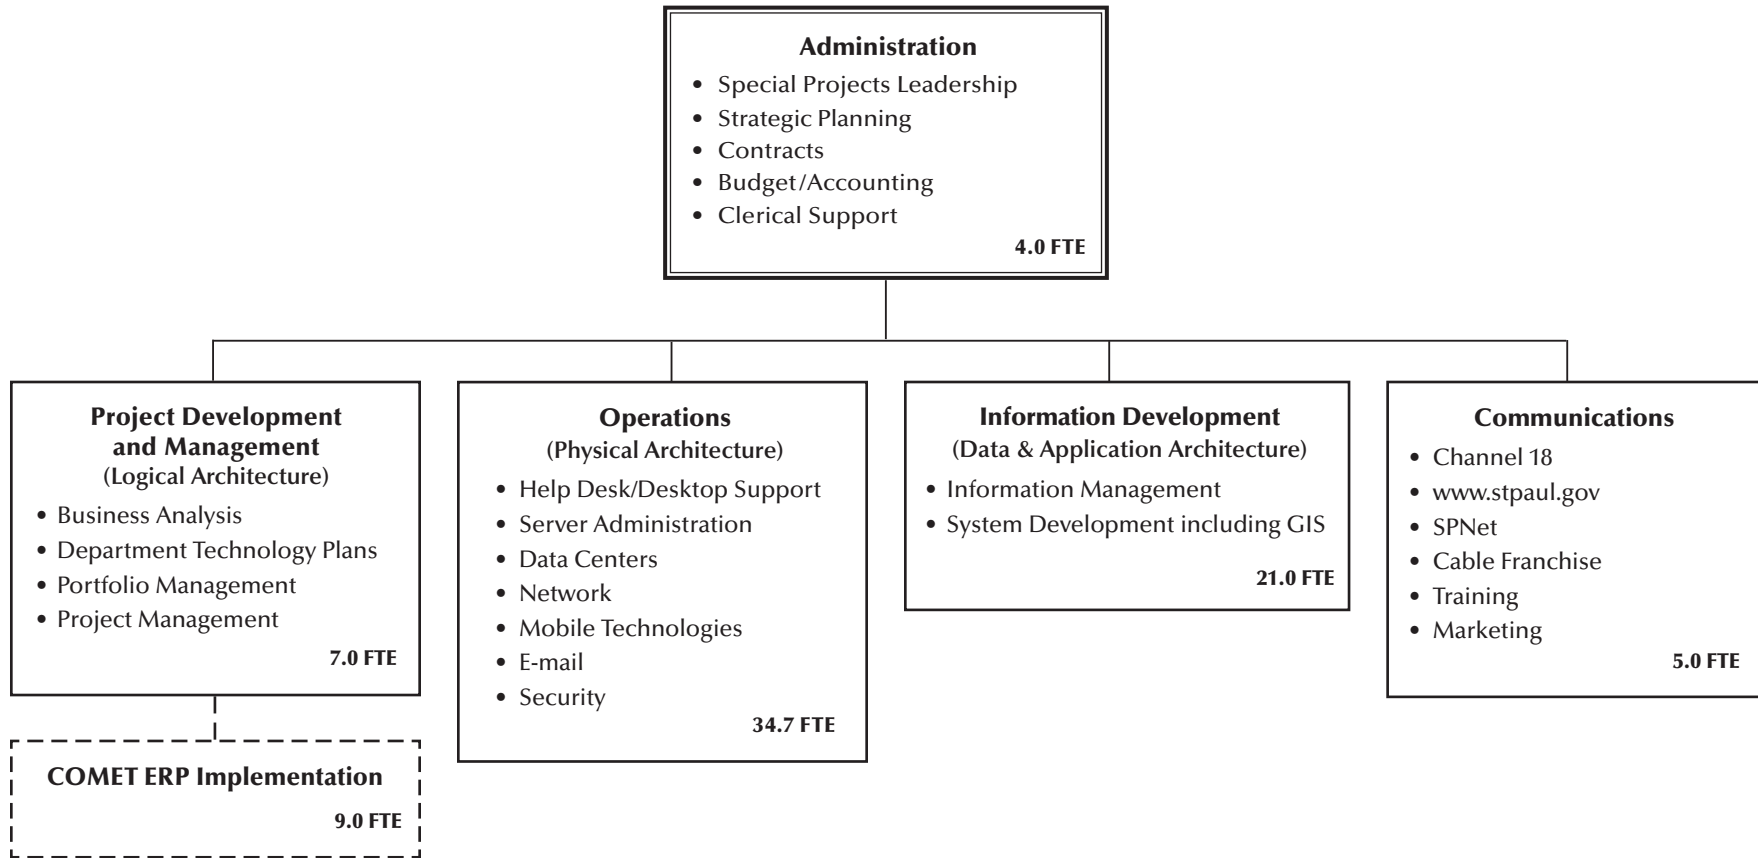 Administration
• Special Projects Leadership
• Strategic Planning
• Contracts
• Budget/Accounting
• Clerical Support
4.0 FTE
Project Development
and Management
(Logical Architecture)
• Business Analysis
• Department Technology Plans
• Portfolio Management
• Project Management
7.0 FTE
COMET ERP Implementation
9.0 FTE
Operations
(Physical Architecture)
• Help Desk/Desktop Support
• Server Administration
• Data Centers
• Network
• Mobile Technologies
• E-mail
• Security
34.7 FTE
Information Development
(Data & Application Architecture)
• Information Management
• System Development including GIS
21.0 FTE
Communications
• Channel 18
• www.stpaul.gov
• SPNet
• Cable Franchise
• Training
• Marketing
5.0 FTE